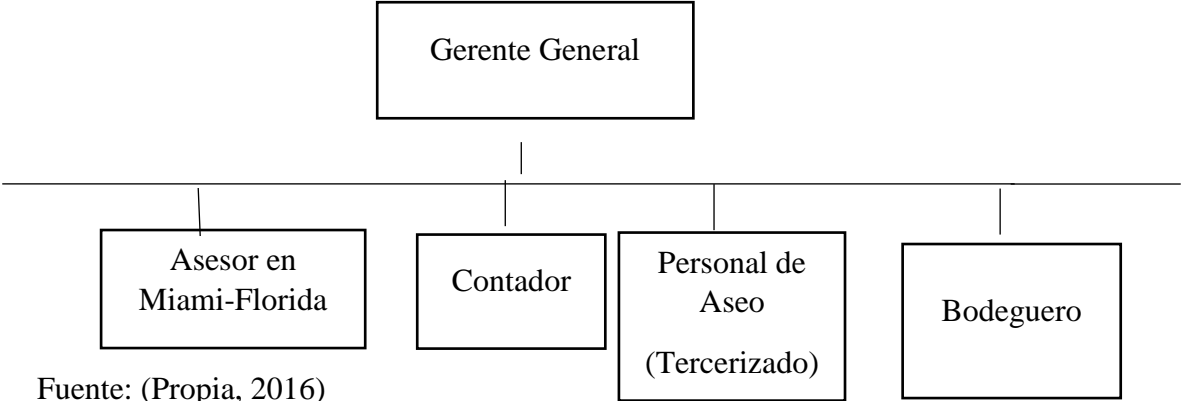 Gerente General
Asesor en
Miami-Florida
Contador
Personal de
Aseo
(Tercerizado)
Bodeguero
Fuente: (Propia, 2016)